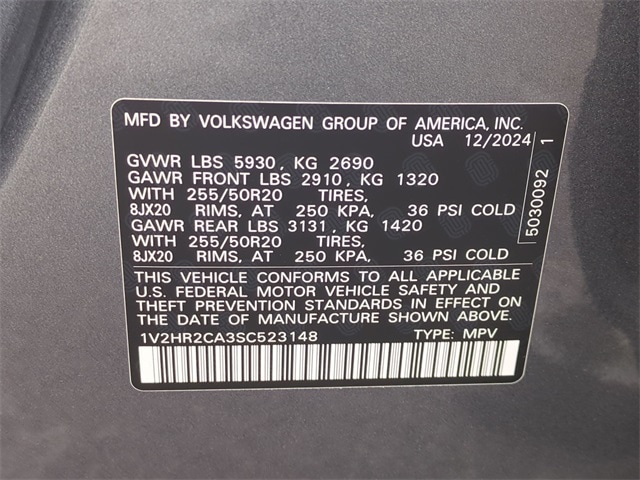 MFD BY VOLKSWAGEN GROUP OF AMERICA, INC.
USA 12/2024
GVWR LBS 5930, KG 2690
GAWR FRONT LBS 2910, KG 1320
WITH 255/50R20 TIRES,
8JX20 RIMS, AT 250 KPA, 36 PSI COLD
GAWR REAR LBS 3131, KG 1420
WITH 255/50R20 TIRES,
8JX20 RIMS, AT 250 KPA, 36 PSI COLD
THIS VEHICLE CONFORMS TO ALL APPLICABLE
U.S. FEDERAL MOTOR VEHICLE SAFETY AND
THEFT PREVENTION STANDARDS IN EFFECT ON
THE DATE OF MANUFACTURE SHOWN ABOVE.
1V2HR2CA3SC523148 TYPE: MPV
5030092 1